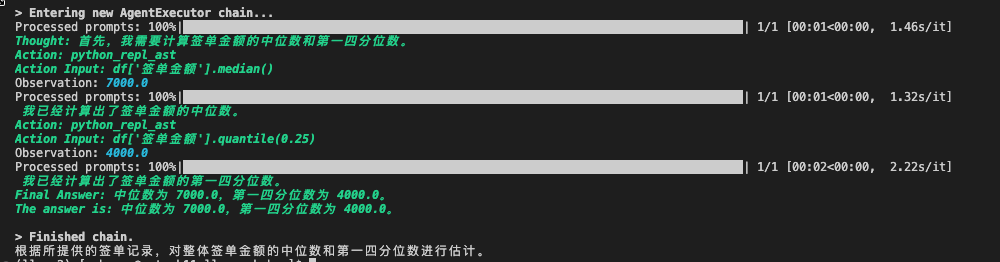 > Entering new AgentExecutor chain...
Processed prompts: 100%| | 1/1 [00:01<00:00, 1.46s/it]
Thought: 首先，我需要计算签单金额的中位数和第一四分位数。
Action: python_repl_ast
Action Input: df['签单金额'].median()
Observation: 7000.0
Processed prompts: 100%| | 1/1 [00:01<00:00, 1.32s/it]
我已经计算出了签单金额的中位数。
Action: python_repl_ast
Action Input: df['签单金额'].quantile(0.25)
Observation: 4000.0
Processed prompts: 100%| | 1/1 [00:02<00:00, 2.22s/it]
我已经计算出了签单金额的第一四分位数。
Final Answer: 中位数为 7000.0，第一四分位数为 4000.0。
The answer is: 中位数为 7000.0，第一四分位数为 4000.0。
> Finished chain.
根据所提供的签单记录，对整体签单金额的中位数和第一四分位数进行估计。